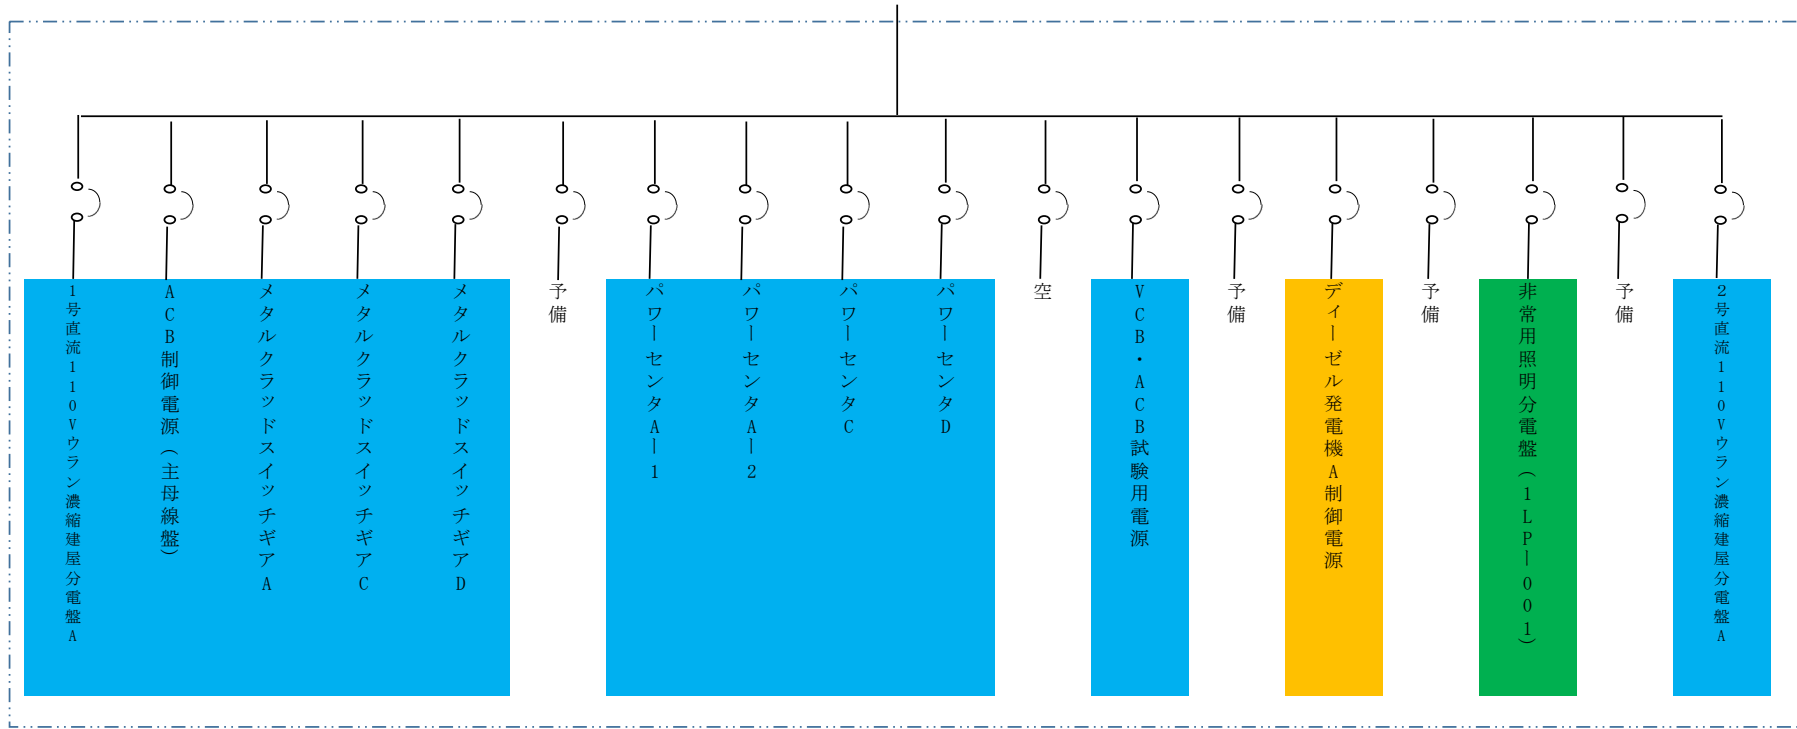 1号直流110Vウラン濃縮建屋分電盤A
ACB制御電源(主母線盤)
メタルクラッドスイッチギアA
メタルクラッドスイッチギアC
メタルクラッドスイッチギアD
予備
パワーセンタA―1
パワーセンタA―2
パワーセンタC
パワーセンタD
空
VCB・ACB試験用電源
予備
ディーゼル発電機A制御電源
予備
非常用照明分電盤(1LP―001)
予備
2号直流110Vウラン濃縮建屋分電盤A